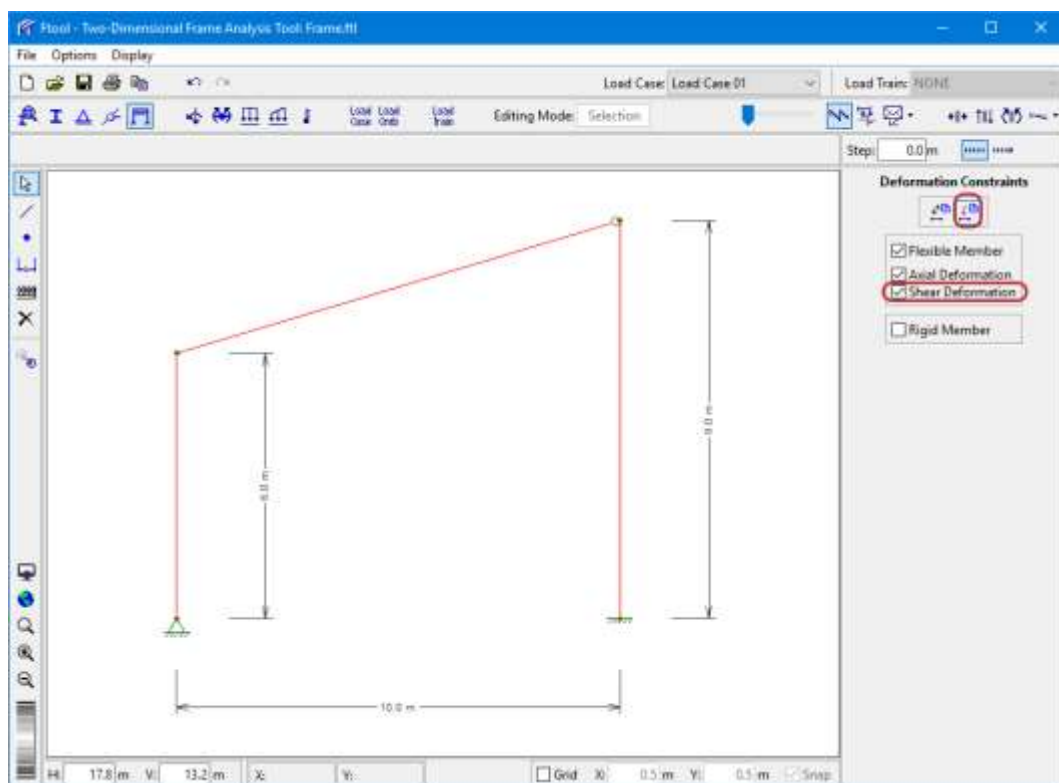 Ftool - Two-Dimensional Frame Analysis Tool: Frame.ftl
File Options Display
Load Case: Load Case 01 Load Train: NONE
Load Case Load Comb Load Train Editing Mode: Selection
Step: 0.0 m
Deformation Constraints
Flexible Member
Axial Deformation
Shear Deformation
Rigid Member
9.0 m
6.0 m
10.0 m
H: 17.8 m V: 13.2 m X: Y: Grid X: 0.5 m Y: 0.5 m Snap